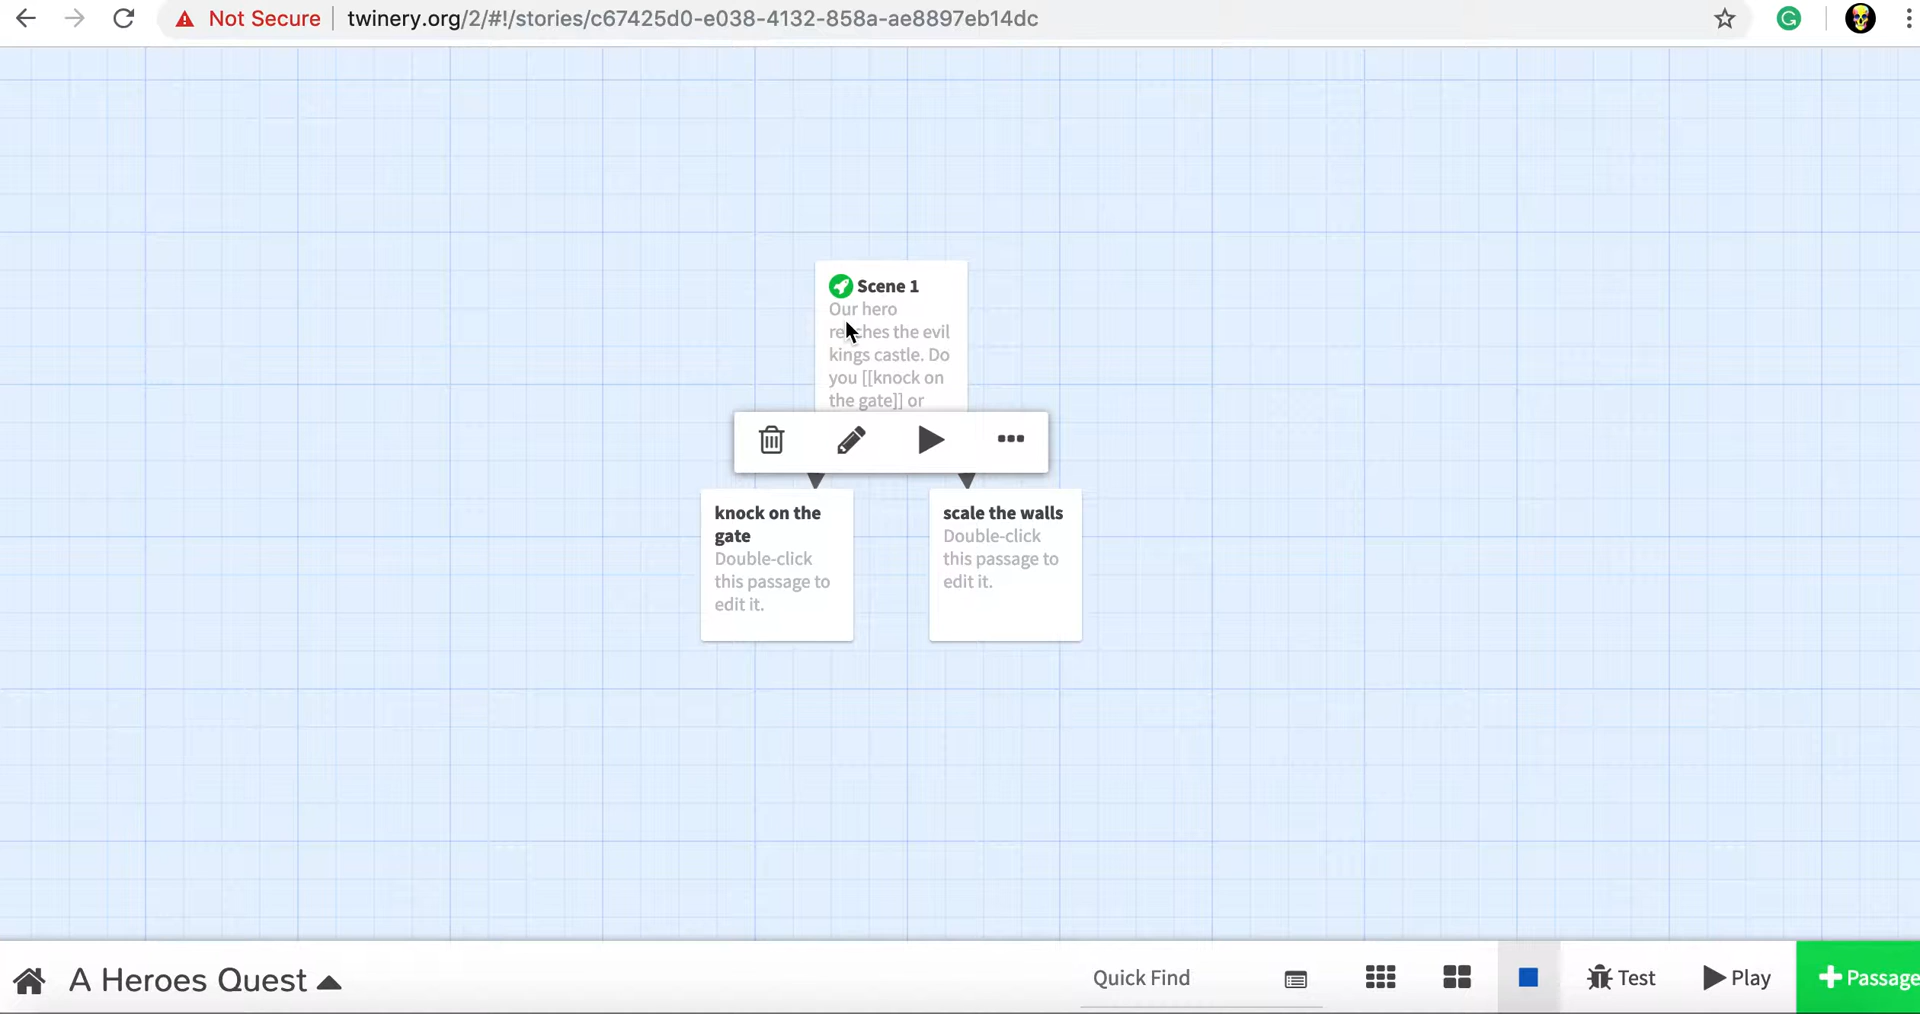 Not Secure twinery.org/2/#!/stories/c67425d0-e038-4132-858a-ae8897eb14dc
Scene 1
Our hero
reaches the evil
kings castle. Do
you [[knock on
the gate]] or
knock on the
gate
Double-click
this passage to
edit it.
scale the walls
Double-click
this passage to
edit it.
A Heroes Quest
Quick Find
Test
Play
Passage